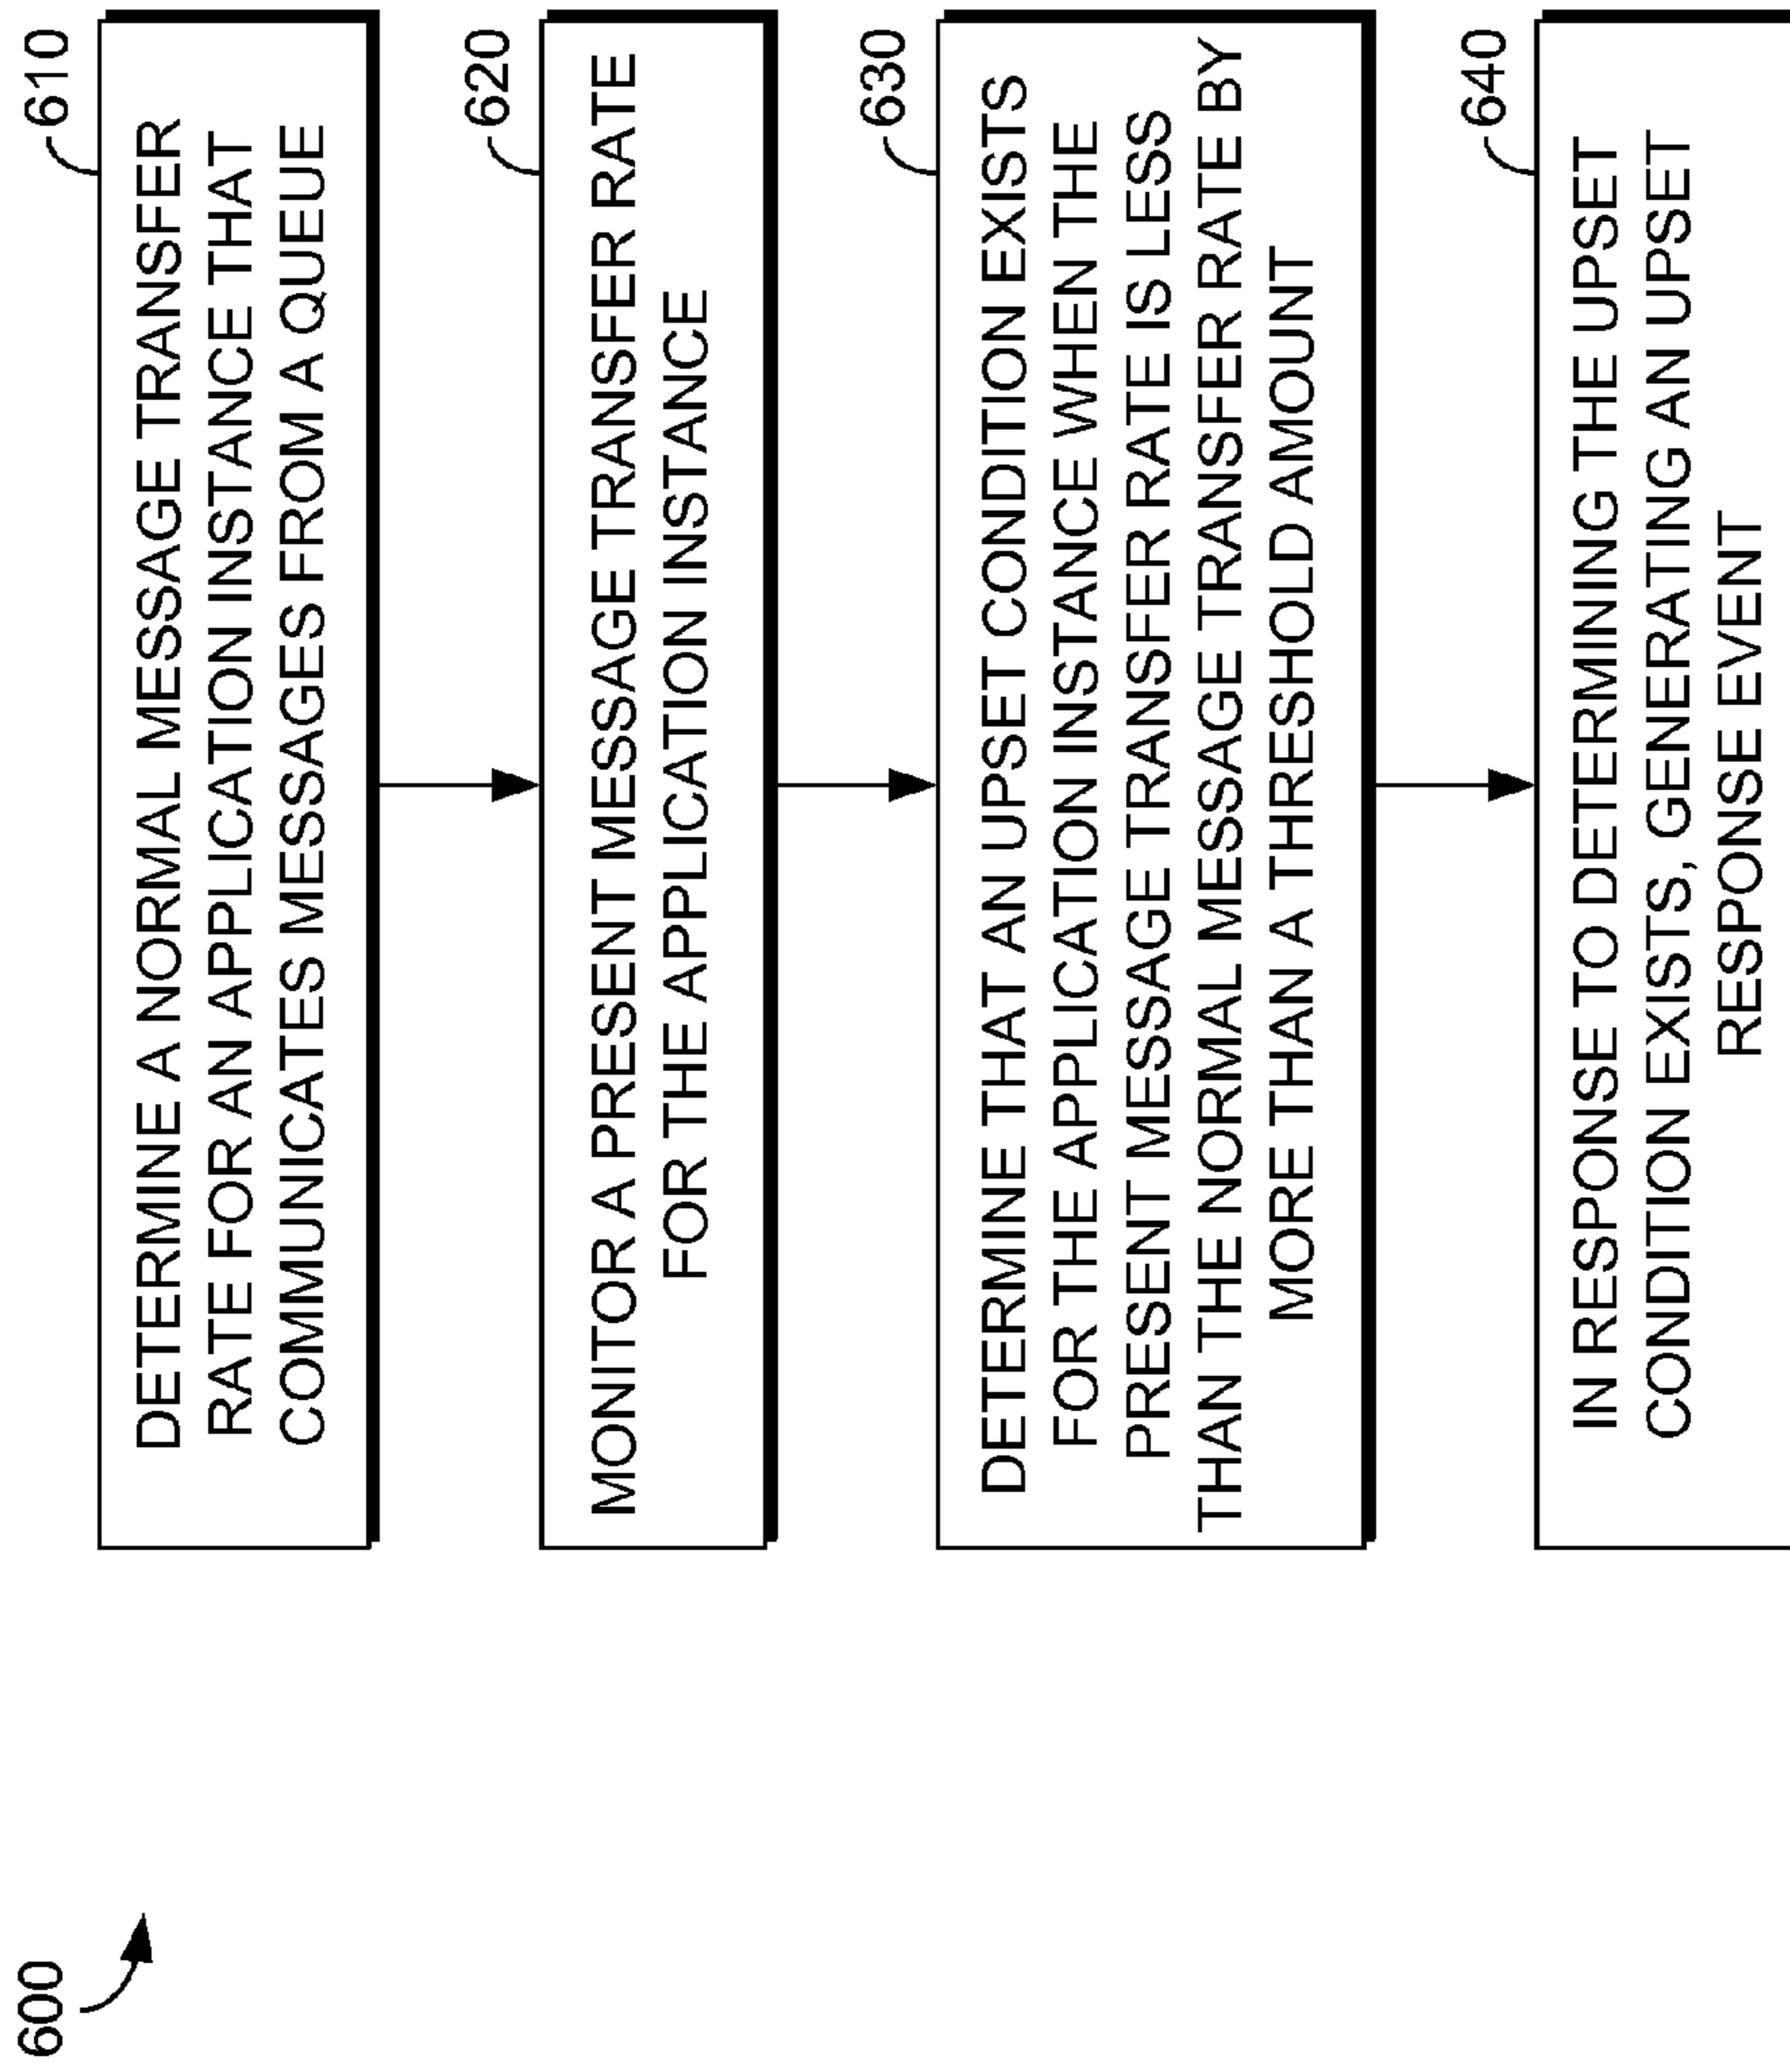 600
610
DETERMINE A NORMAL MESSAGE TRANSFER
RATE FOR AN APPLICATION INSTANCE THAT
COMMUNICATES MESSAGES FROM A QUEUE
620
MONITOR A PRESENT MESSAGE TRANSFER RATE
FOR THE APPLICATION INSTANCE
630
DETERMINE THAT AN UPSET CONDITION EXISTS
FOR THE APPLICATION INSTANCE WHEN THE
PRESENT MESSAGE TRANSFER RATE IS LESS
THAN THE NORMAL MESSAGE TRANSFER RATE BY
MORE THAN A THRESHOLD AMOUNT
640
IN RESPONSE TO DETERMINING THE UPSET
CONDITION EXISTS, GENERATING AN UPSET
RESPONSE EVENT